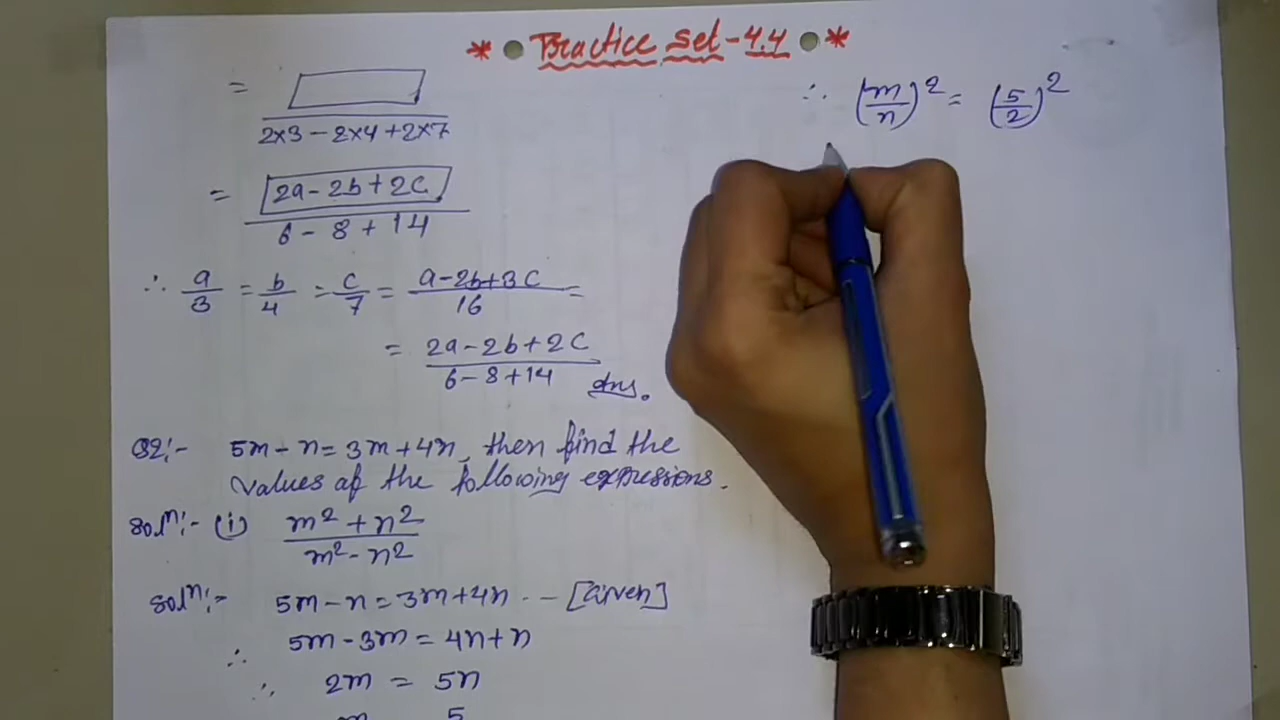 * Practice Set-4.4 *
=
2×3 - 2×4 + 2×7
= 2a - 2b + 2c
6 - 8 + 14
∴ a/3 = b/4 = c/7 = a-2b+3c/16 =
= 2a - 2b + 2c/6-8+14 Ans.
Q2:- 5m - n = 3m + 4n, then find the
values of the following expressions.
Soln:- (i) m² + n²/m² - n²
Soln:- 5m - n = 3m + 4n -- [Given]
∴ 5m - 3m = 4n + n
∴ 2m = 5n
m 5
∴ (m/n)² = (5/2)²